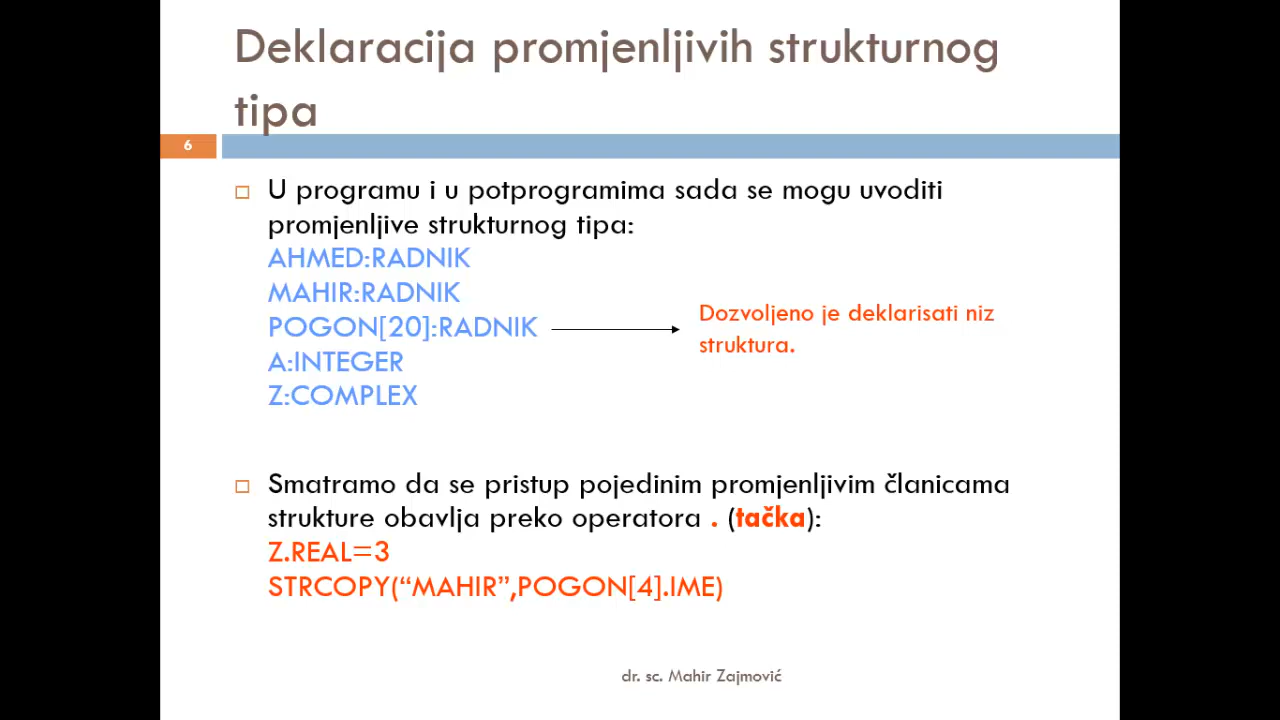 Deklaracija promjenljivih strukturnog
tipa
6
U programu i u potprogramima sada se mogu uvoditi
promjenljive strukturnog tipa:
AHMED:RADNIK
MAHIR:RADNIK
POGON[20]:RADNIK
Dozvoljeno je deklarisati niz
struktura.
A:INTEGER
Z:COMPLEX
Smatramo da se pristup pojedinim promjenljivim članicama
strukture obavlja preko operatora . (tačka):
Z.REAL=3
STRCOPY(“MAHIR”,POGON[4].IME)
dr. sc. Mahir Zajmović